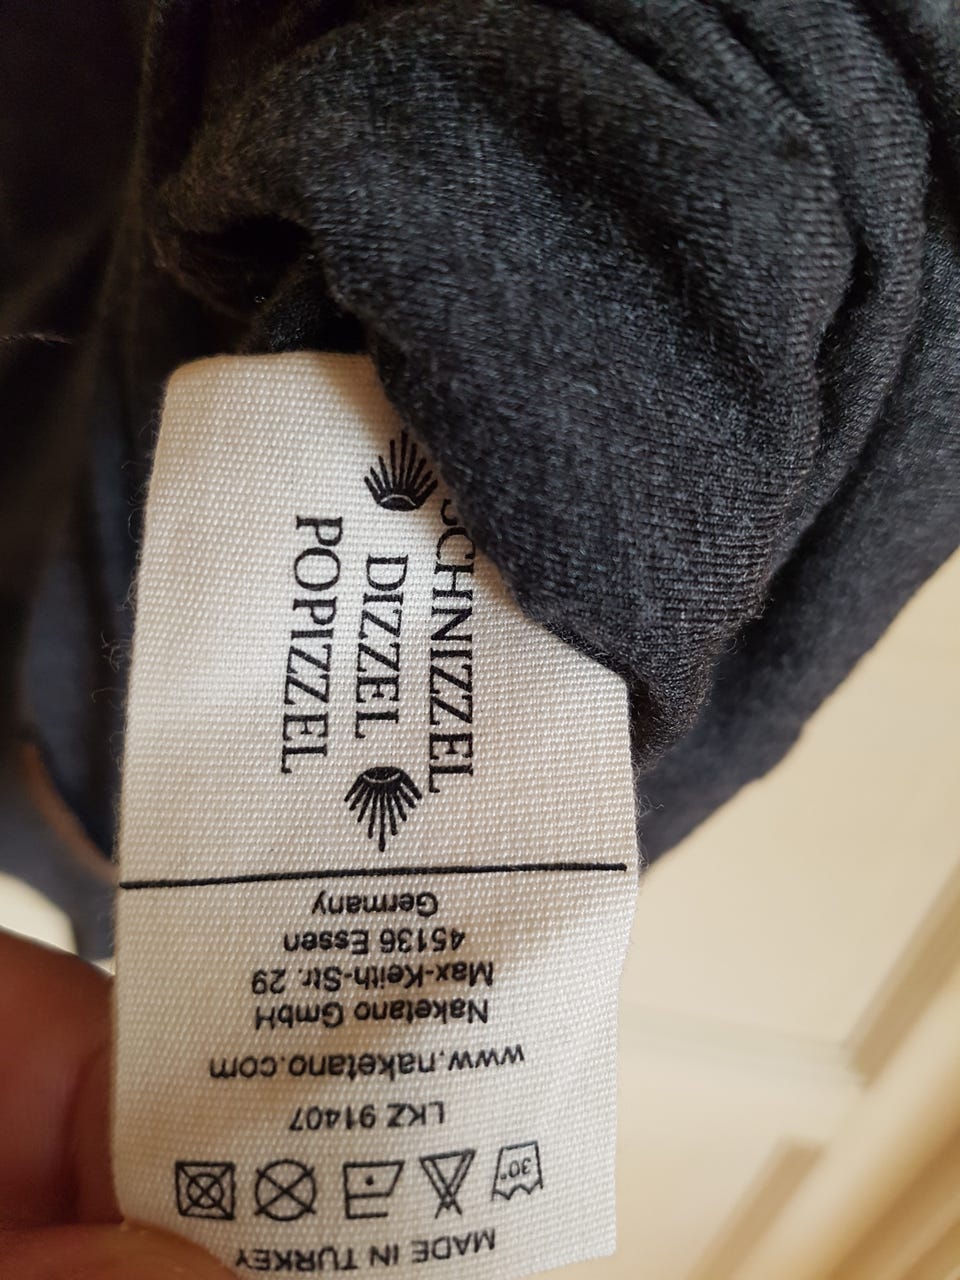 MADE IN TURKEY
30°
LKZ 91407
www.naketano.com
Naketano GmbH
Max-Keith-Str. 29
45136 Essen
Germany
SCHNIZZEL
DIZZEL
POPIZZEL